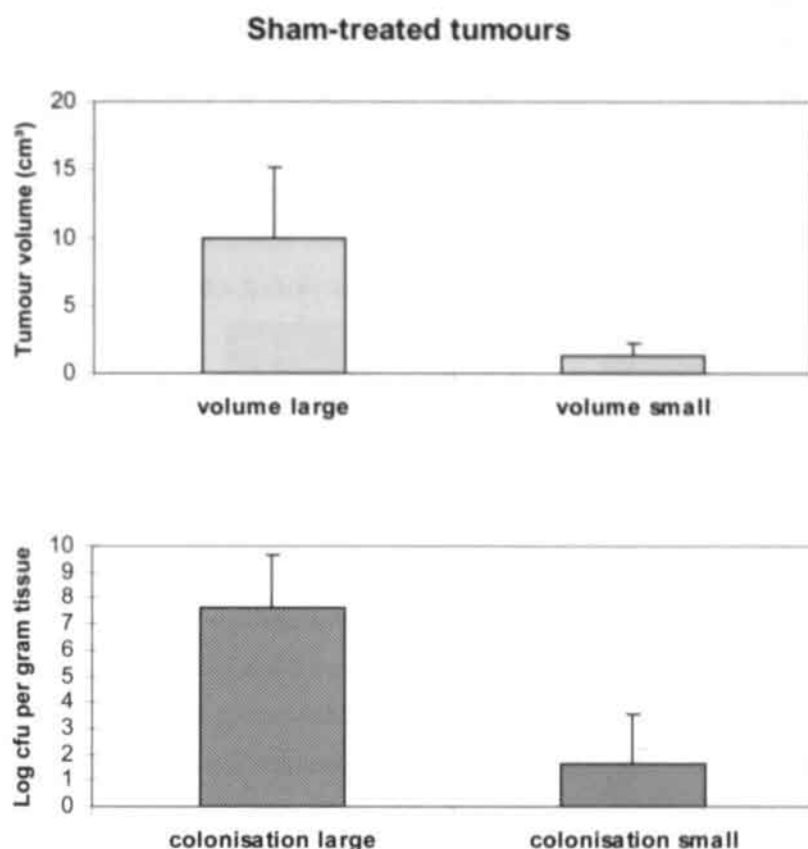 Sham-treated tumours
Tumour volume (cm³)
20
15
10
5
0
volume large
volume small
Log cfu per gram tissue
10
9
8
7
6
5
4
3
2
1
0
colonisation large
colonisation small